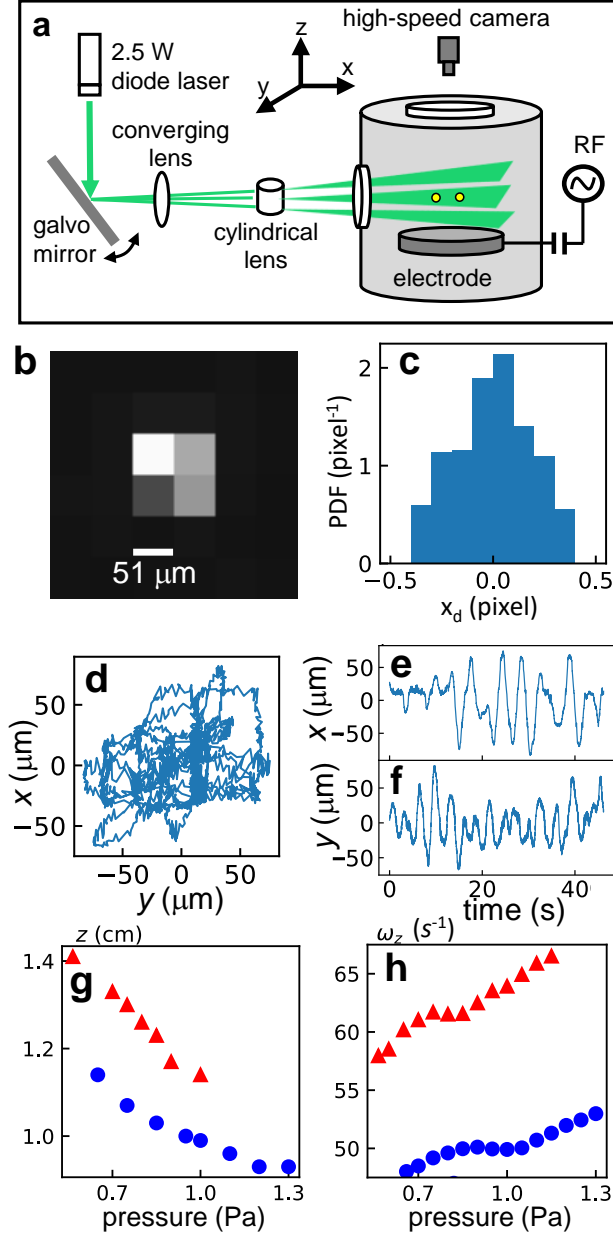 a
2.5 W
diode laser
high-speed camera
z
x
y
converging
lens
RF
galvo
mirror
cylindrical
lens
electrode
b
51 μm
c
PDF (pixel⁻¹)
2
1
0
−0.5
0.0
0.5
x_d (pixel)
d
x (μm)
50
0
−50
−50
0
50
y (μm)
e
x (μm)
50
0
−50
f
y (μm)
50
0
−50
0
20
40
time (s)
z (cm)
g
1.4
1.2
1.0
0.7
1.0
1.3
pressure (Pa)
ω_z (s⁻¹)
h
65
60
55
50
0.7
1.0
1.3
pressure (Pa)